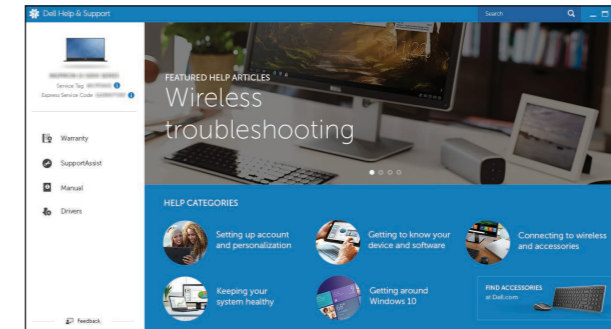 Dell Help & Support
Search
Service Tag:
Express Service Code:
Warranty
SupportAssist
Manual
Drivers
Feedback
FEATURED HELP ARTICLES
Wireless
troubleshooting
HELP CATEGORIES
Setting up account
and personalization
Getting to know your
device and software
Connecting to wireless
and accessories
Keeping your
system healthy
Getting around
Windows 10
FIND ACCESSORIES
at Dell.com